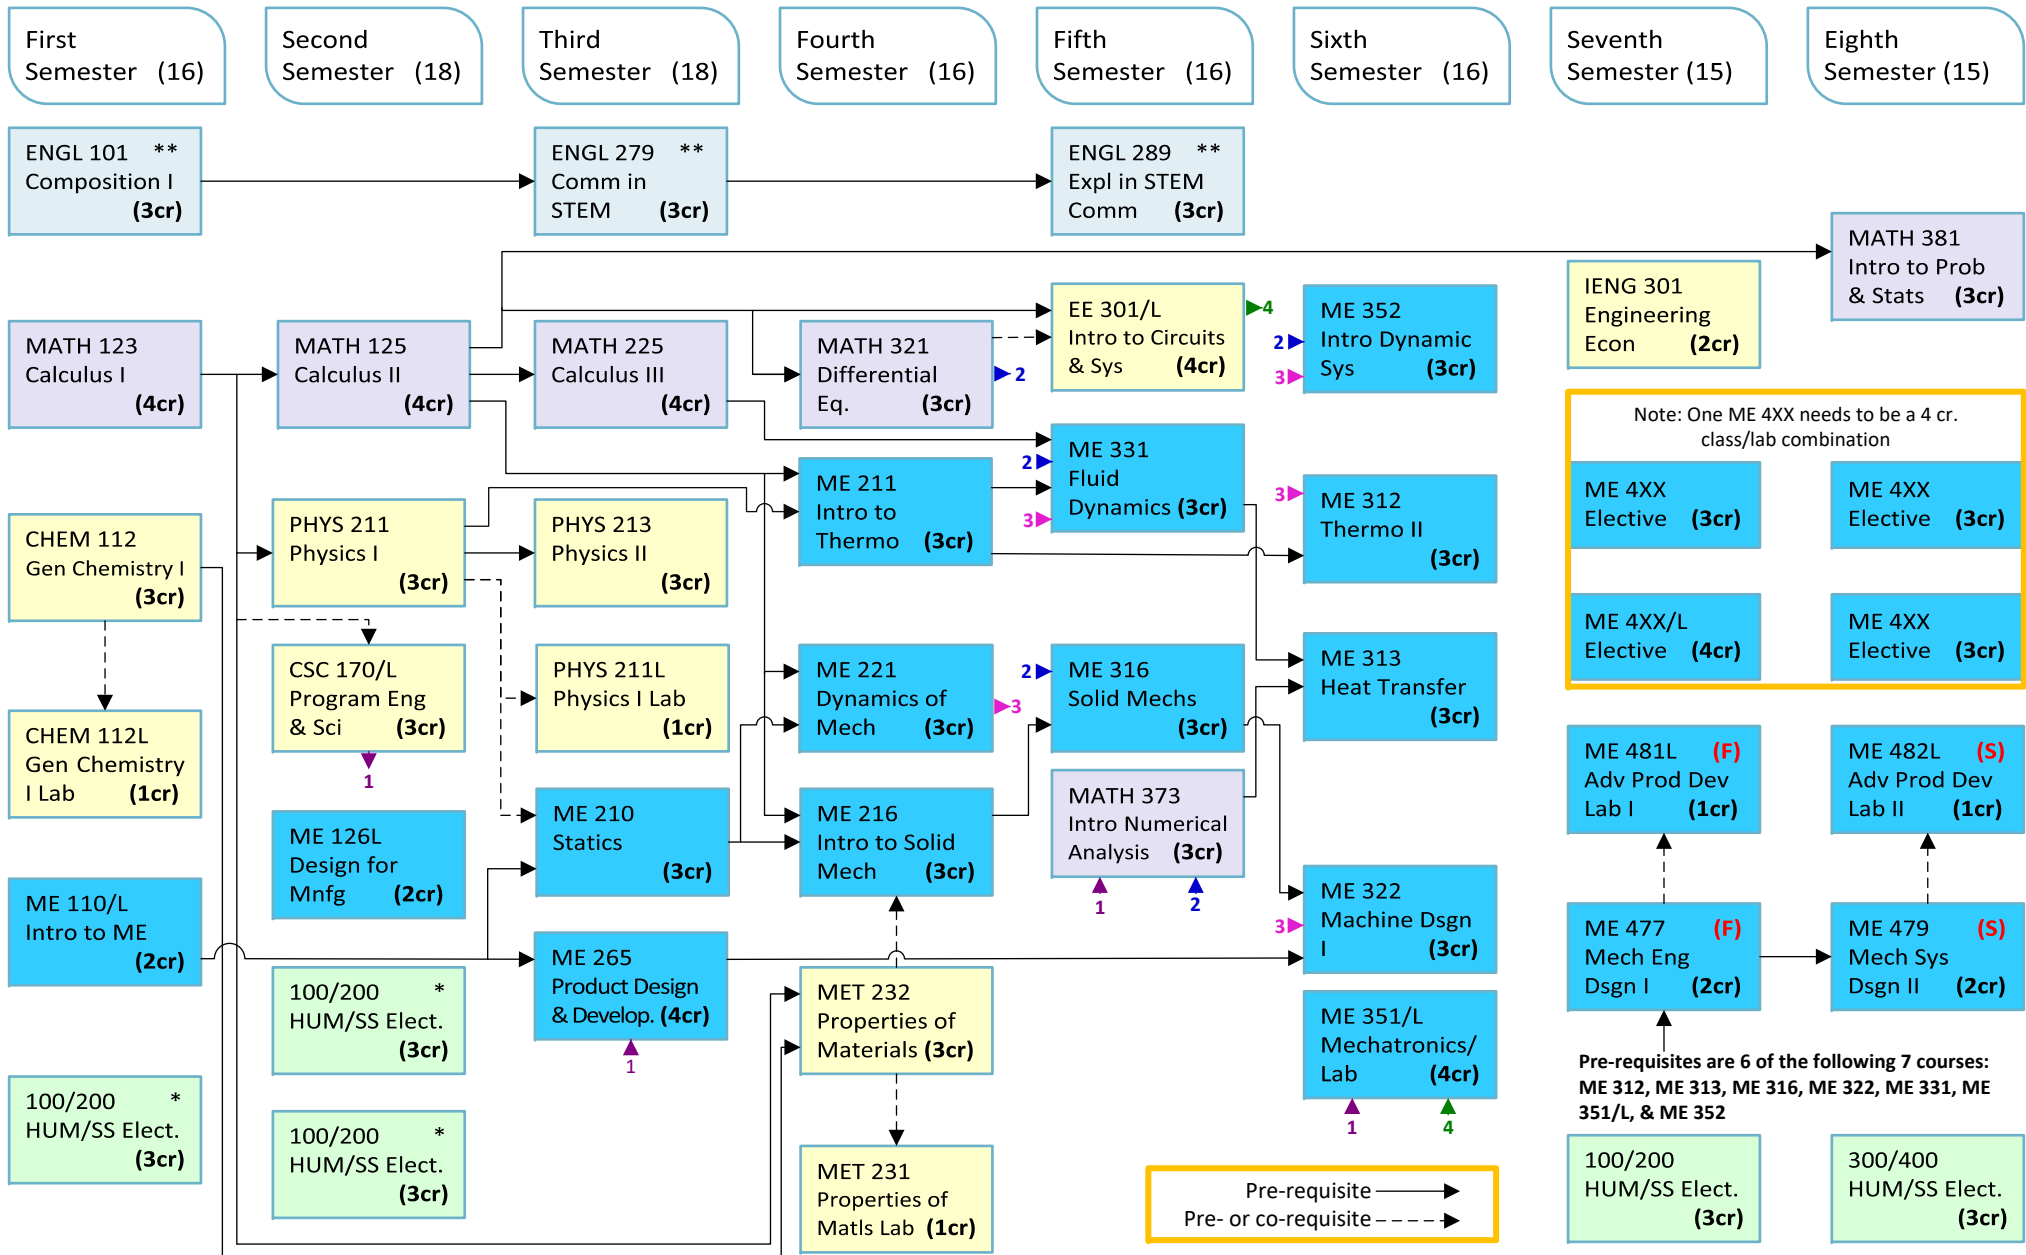 First
Semester (16)
Second
Semester (18)
Third
Semester (18)
Fourth
Semester (16)
Fifth
Semester (16)
Sixth
Semester (16)
Seventh
Semester (15)
Eighth
Semester (15)
ENGL 101 **
Composition I
(3cr)
MATH 123
Calculus I
(4cr)
CHEM 112
Gen Chemistry I
(3cr)
CHEM 112L
Gen Chemistry
I Lab (1cr)
ME 110/L
Intro to ME
(2cr)
100/200 *
HUM/SS Elect.
(3cr)
MATH 125
Calculus II
(4cr)
PHYS 211
Physics I
(3cr)
CSC 170/L
Program Eng
& Sci (3cr)
1
ME 126L
Design for
Mnfg (2cr)
100/200 *
HUM/SS Elect.
(3cr)
100/200 *
HUM/SS Elect.
(3cr)
ENGL 279 **
Comm in
STEM (3cr)
MATH 225
Calculus III
(4cr)
PHYS 213
Physics II
(3cr)
PHYS 211L
Physics I Lab
(1cr)
ME 210
Statics
(3cr)
ME 265
Product Design
& Develop. (4cr)
1
MATH 321
Differential
Eq. (3cr)
2
ME 211
Intro to
Thermo (3cr)
ME 221
Dynamics of
Mech (3cr)
3
ME 216
Intro to Solid
Mech (3cr)
MET 232
Properties of
Materials (3cr)
MET 231
Properties of
Matls Lab (1cr)
ENGL 289 **
Expl in STEM
Comm (3cr)
EE 301/L
Intro to Circuits
& Sys (4cr)
4
ME 331
2
Fluid
Dynamics (3cr)
3
2
ME 316
Solid Mechs
(3cr)
MATH 373
Intro Numerical
Analysis (3cr)
1 2
ME 352
2
Intro Dynamic
Sys (3cr)
3
3
ME 312
Thermo II
(3cr)
ME 313
Heat Transfer
(3cr)
ME 322
3
Machine Dsgn
I (3cr)
ME 351/L
Mechatronics/
Lab (4cr)
1 4
IENG 301
Engineering
Econ (2cr)
MATH 381
Intro to Prob
& Stats (3cr)
Note: One ME 4XX needs to be a 4 cr.
class/lab combination
ME 4XX
Elective (3cr)
ME 4XX
Elective (3cr)
ME 4XX/L
Elective (4cr)
ME 4XX
Elective (3cr)
ME 481L (F)
Adv Prod Dev
Lab I (1cr)
ME 482L (S)
Adv Prod Dev
Lab II (1cr)
ME 477 (F)
Mech Eng
Dsgn I (2cr)
ME 479 (S)
Mech Sys
Dsgn II (2cr)
Pre-requisites are 6 of the following 7 courses:
ME 312, ME 313, ME 316, ME 322, ME 331, ME
351/L, & ME 352
100/200
HUM/SS Elect.
(3cr)
300/400
HUM/SS Elect.
(3cr)
Pre-requisite
Pre- or co-requisite